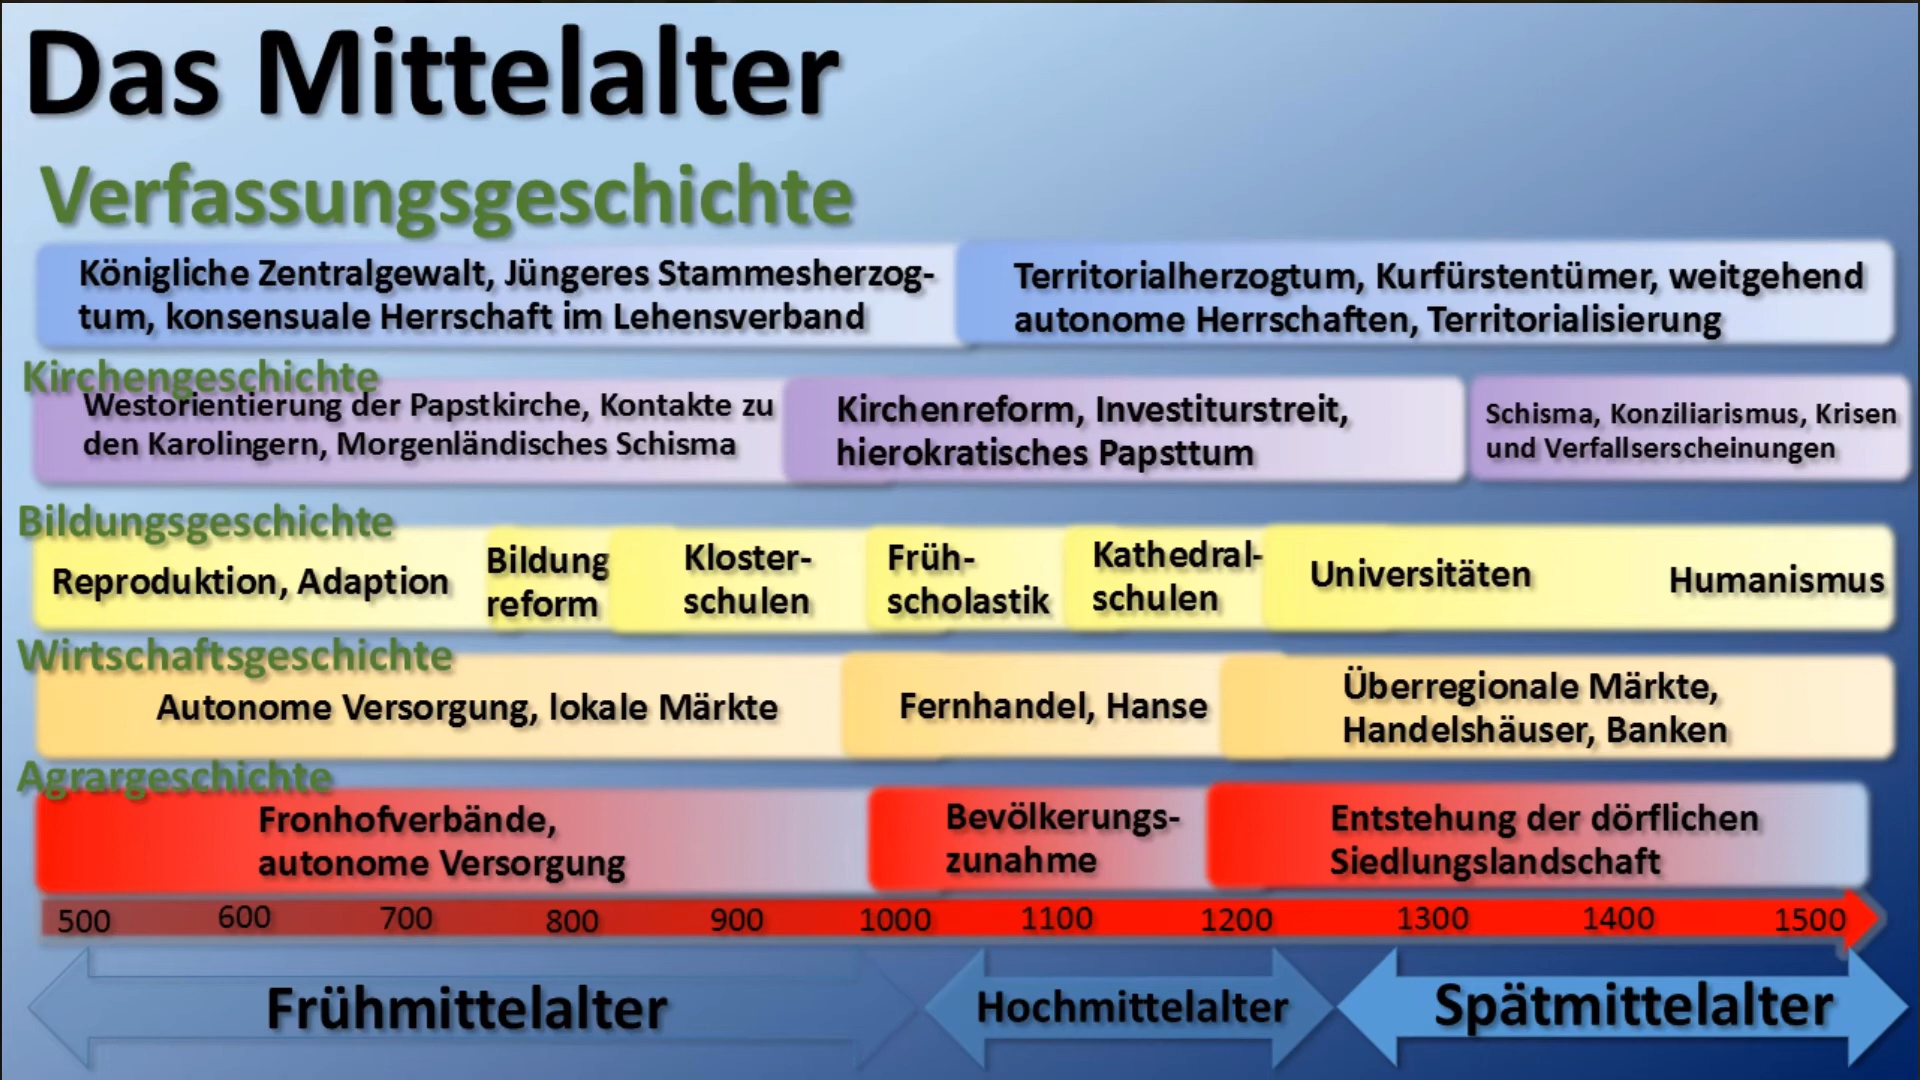 Das Mittelalter
Verfassungsgeschichte
Königliche Zentralgewalt, Jüngeres Stammesherzog-
tum, konsensuale Herrschaft im Lehensverband
Territorialherzogtum, Kurfürstentümer, weitgehend
autonome Herrschaften, Territorialisierung
Kirchengeschichte
Westorientierung der Papstkirche, Kontakte zu
den Karolingern, Morgenländisches Schisma
Kirchenreform, Investiturstreit,
hierokratisches Papsttum
Schisma, Konziliarismus, Krisen
und Verfallserscheinungen
Bildungsgeschichte
Reproduktion, Adaption
Bildung
reform
Kloster-
schulen
Früh-
scholastik
Kathedral-
schulen
Universitäten
Humanismus
Wirtschaftsgeschichte
Autonome Versorgung, lokale Märkte
Fernhandel, Hanse
Überregionale Märkte,
Handelshäuser, Banken
Agrargeschichte
Fronhofverbände,
autonome Versorgung
Bevölkerungs-
zunahme
Entstehung der dörflichen
Siedlungslandschaft
500 600 700 800 900 1000 1100 1200 1300 1400 1500
Frühmittelalter
Hochmittelalter
Spätmittelalter